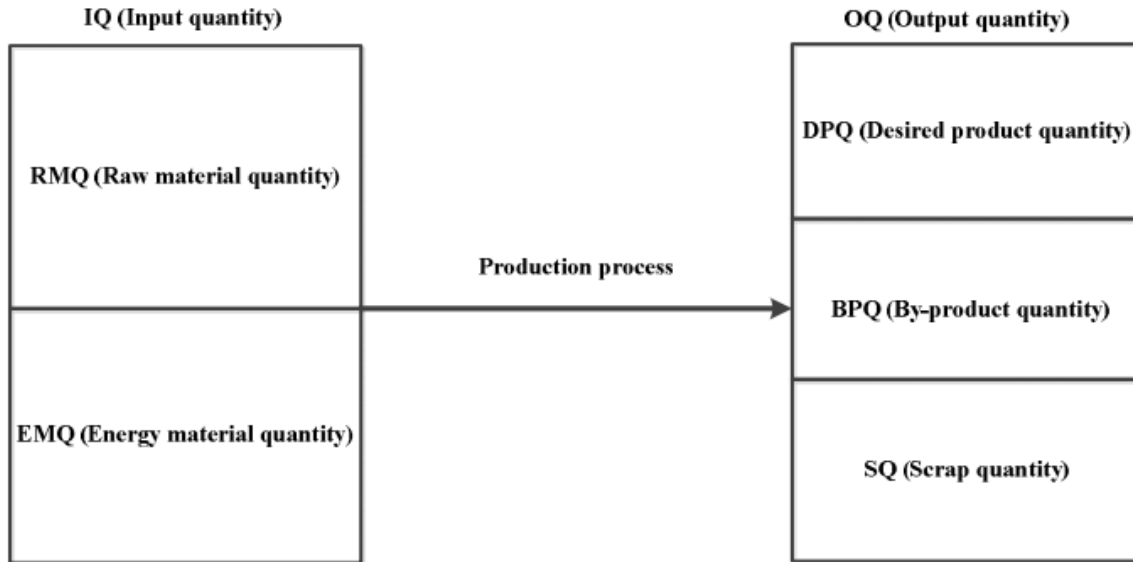 IQ (Input quantity)
RMQ (Raw material quantity)
EMQ (Energy material quantity)
Production process
OQ (Output quantity)
DPQ (Desired product quantity)
BPQ (By-product quantity)
SQ (Scrap quantity)